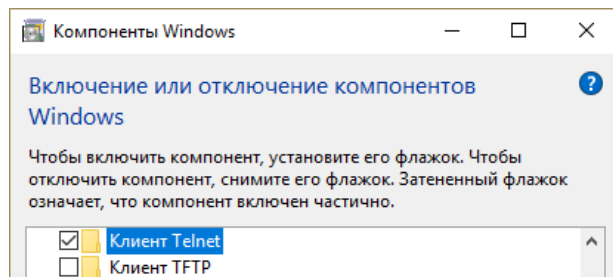 Компоненты Windows
Включение или отключение компонентов
Windows
Чтобы включить компонент, установите его флажок. Чтобы
отключить компонент, снимите его флажок. Затененный флажок
означает, что компонент включен частично.
Клиент Telnet
Клиент TFTP